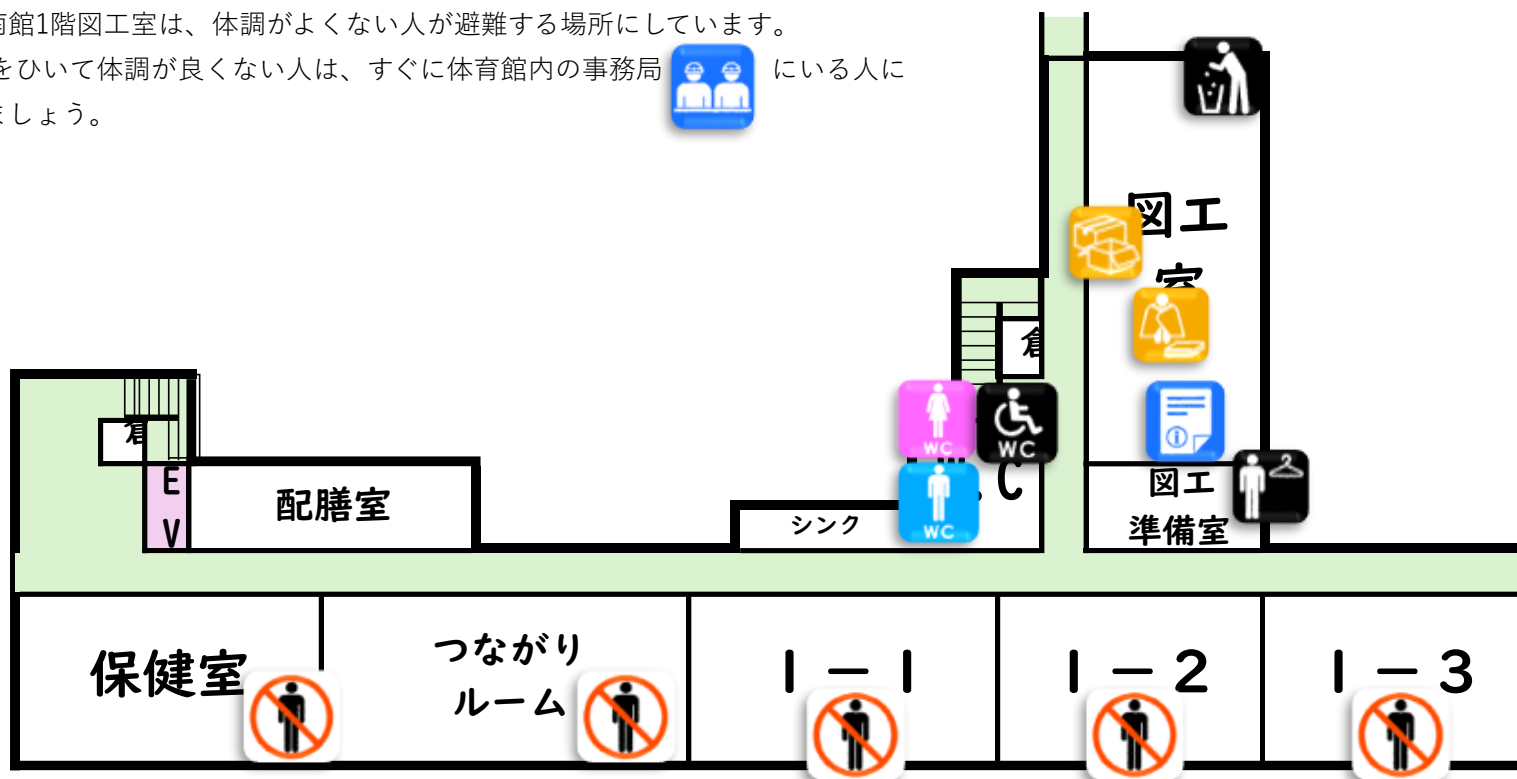 館1階図工室は、体調がよくない人が避難する場所にしています。
をひいて体調が良くない人は、すぐに体育館内の事務局 にいる人に
ましょう。
図工
室
倉
倉
WC
WC
WC
C
E
V
配膳室
シンク
図工
準備室
保健室
つながり
ルーム
1－1
1－2
1－3